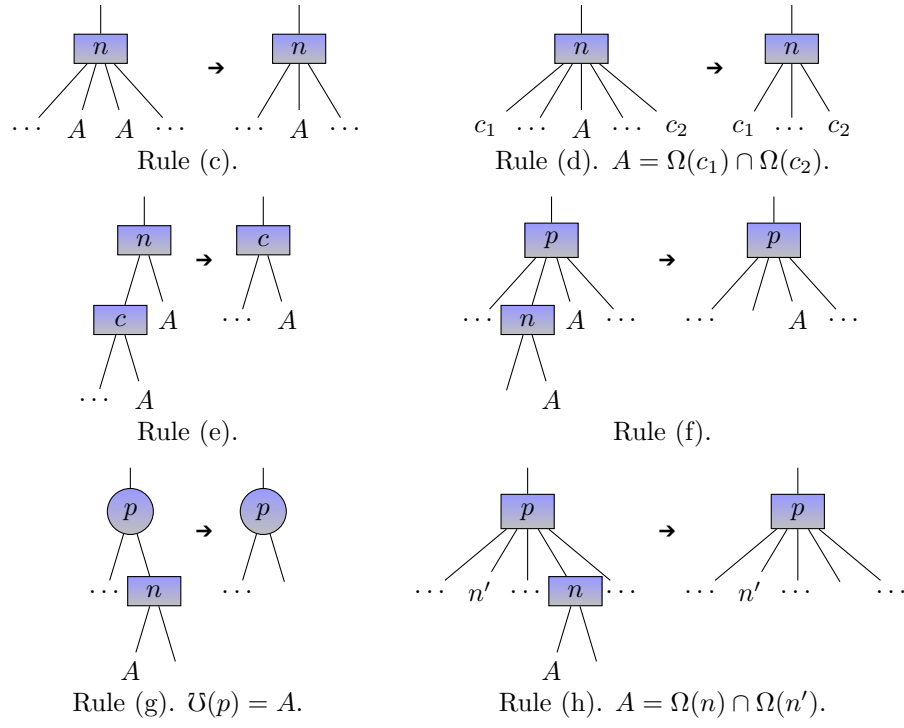 n ➔ n
⋯ A A ⋯ ⋯ A ⋯
Rule (c).
n ➔ n
c₁ ⋯ A ⋯ c₂ c₁ ⋯ c₂
Rule (d). A = Ω(c₁) ∩ Ω(c₂).
n ➔ c
c A ⋯ A
⋯ A
Rule (e).
p ➔ p
⋯ n A ⋯ ⋯ A ⋯
A
Rule (f).
p ➔ p
⋯ n ⋯
A
Rule (g). ℧(p) = A.
p ➔ p
⋯ n′ ⋯ n ⋯ ⋯ n′ ⋯ ⋯
A
Rule (h). A = Ω(n) ∩ Ω(n′).